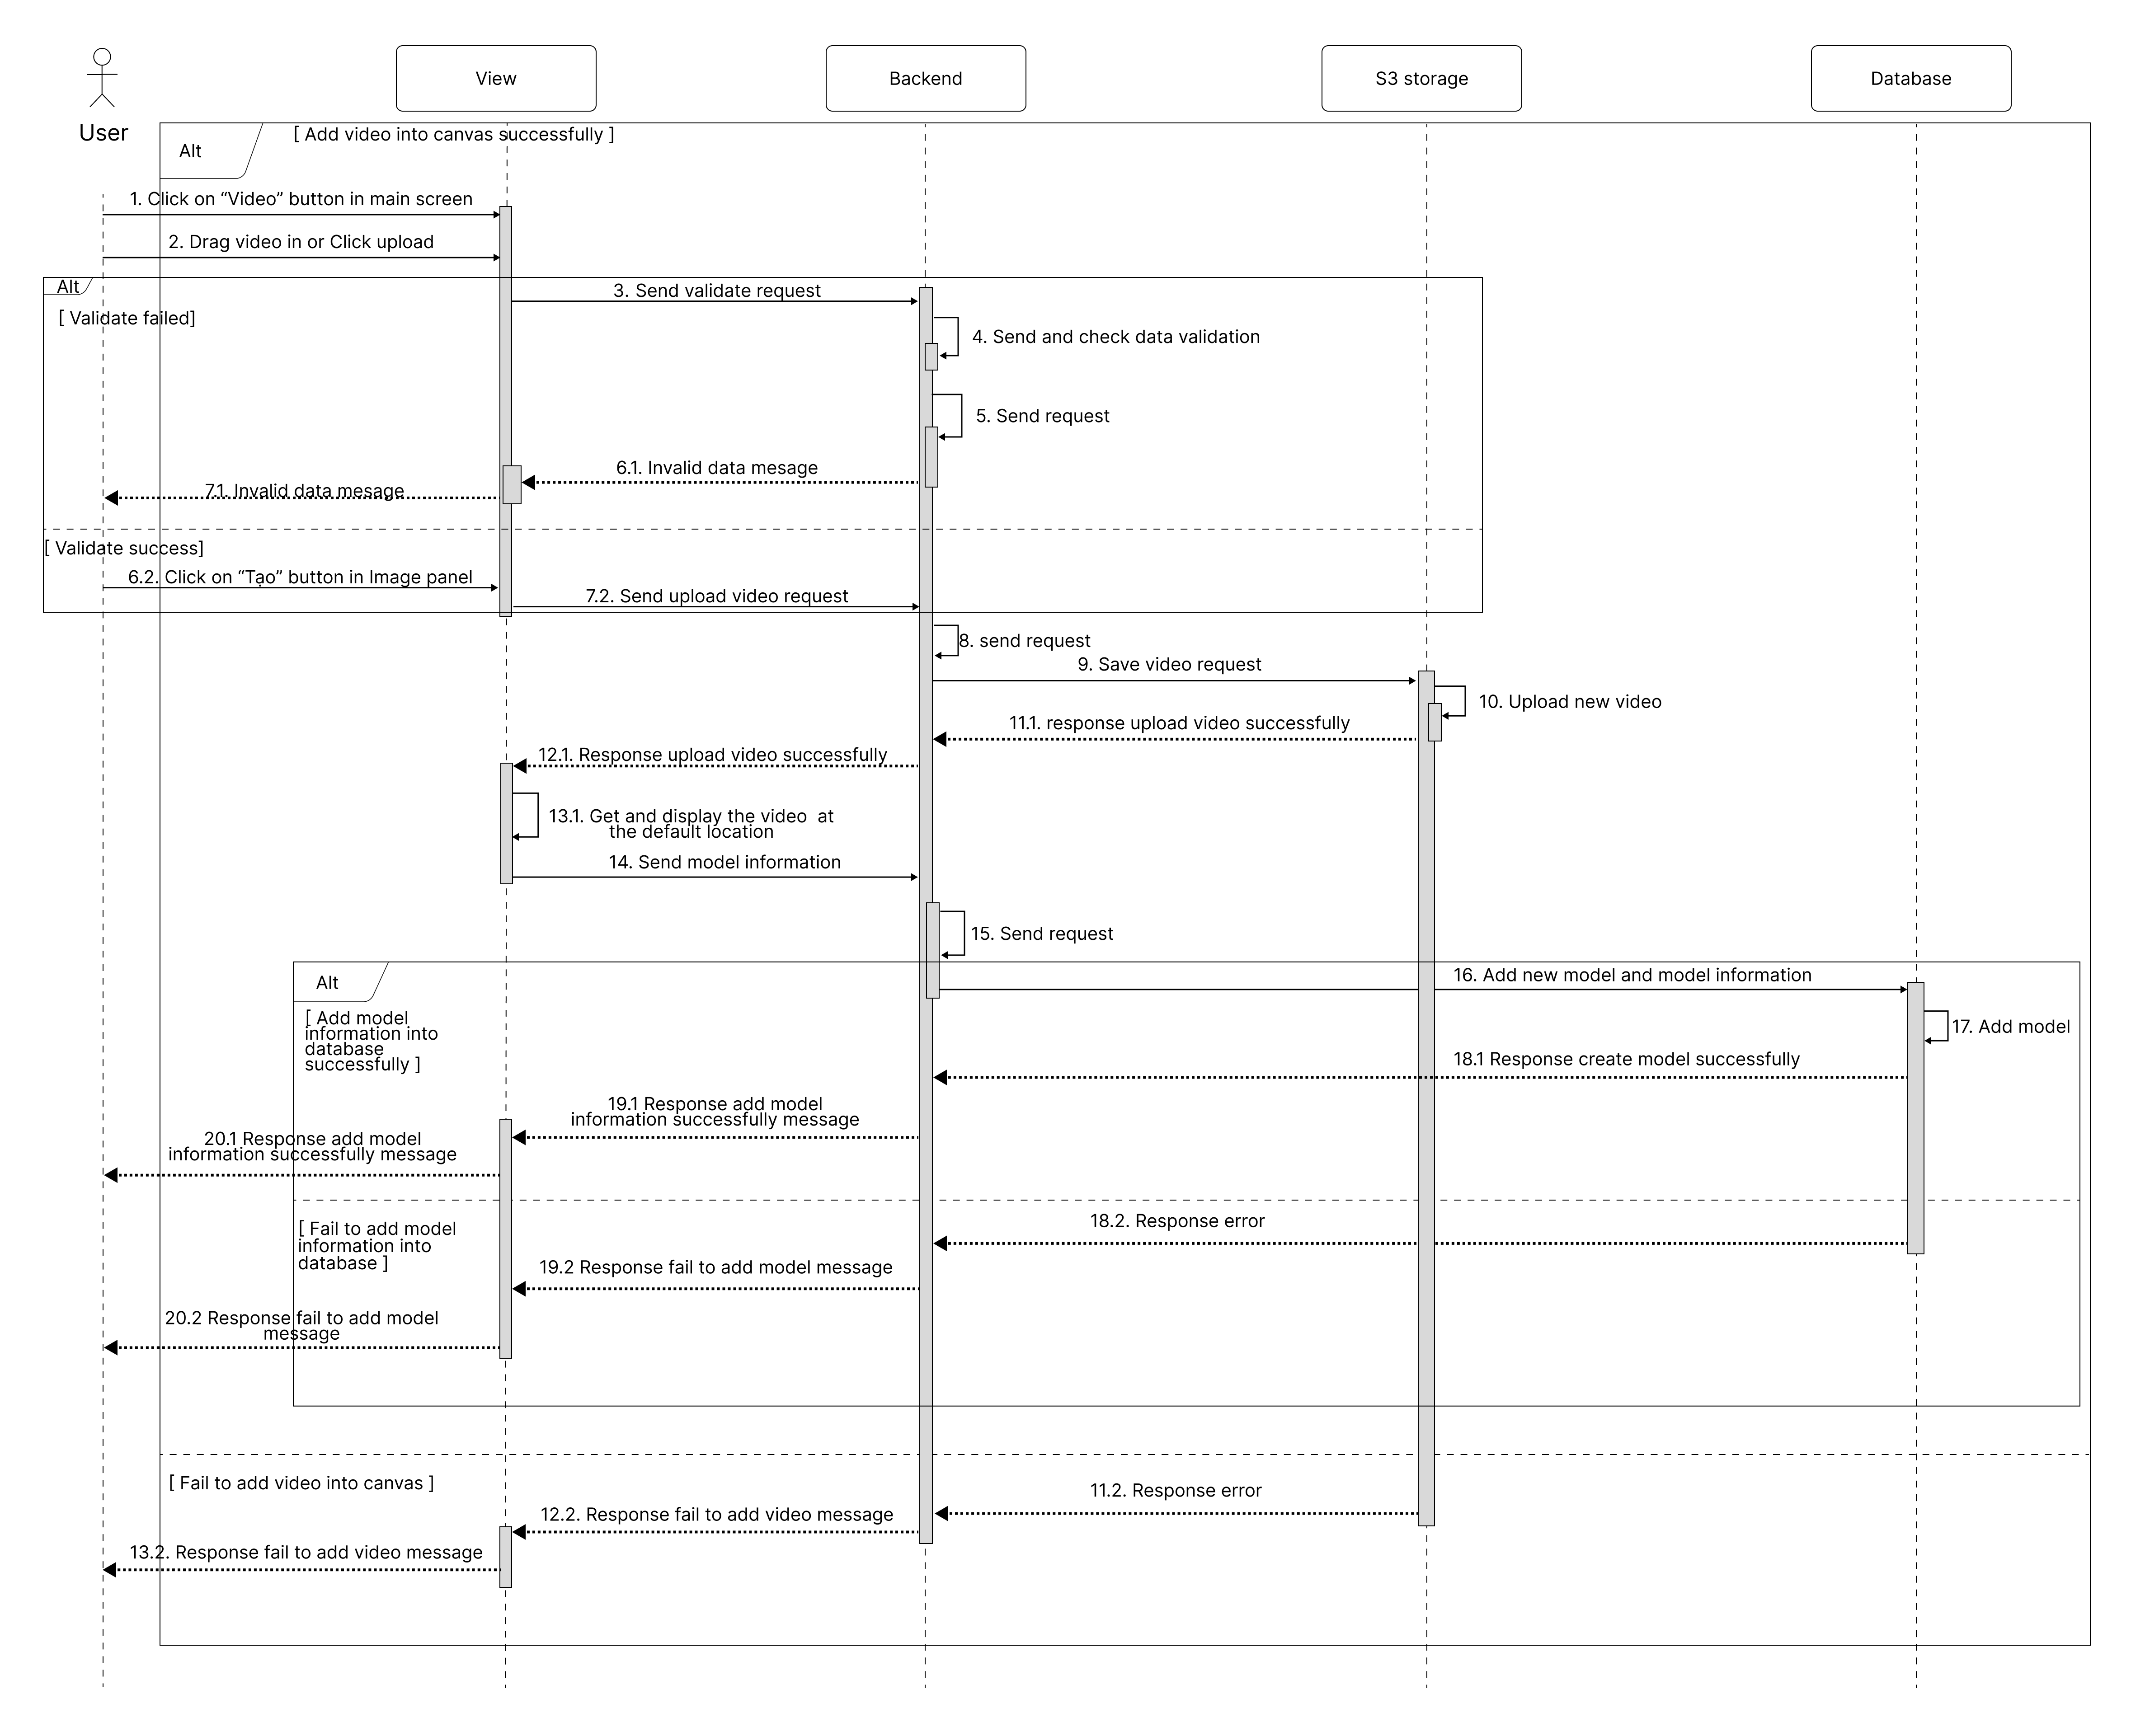 View
Backend
S3 storage
Database
User
Alt
[ Add video into canvas successfully ]
1. Click on “Video” button in main screen
2. Drag video in or Click upload
Alt
3. Send validate request
[ Validate failed]
4. Send and check data validation
5. Send request
6.1. Invalid data mesage
7.1. Invalid data mesage
[ Validate success]
6.2. Click on “Tạo” button in Image panel
7.2. Send upload video request
8. send request
9. Save video request
10. Upload new video
11.1. response upload video successfully
12.1. Response upload video successfully
13.1. Get and display the video at
the default location
14. Send model information
15. Send request
Alt
16. Add new model and model information
[ Add model
information into
database
successfully ]
17. Add model
18.1 Response create model successfully
19.1 Response add model
information successfully message
20.1 Response add model
information successfully message
[ Fail to add model
information into
database ]
18.2. Response error
19.2 Response fail to add model message
20.2 Response fail to add model
message
[ Fail to add video into canvas ]
11.2. Response error
12.2. Response fail to add video message
13.2. Response fail to add video message